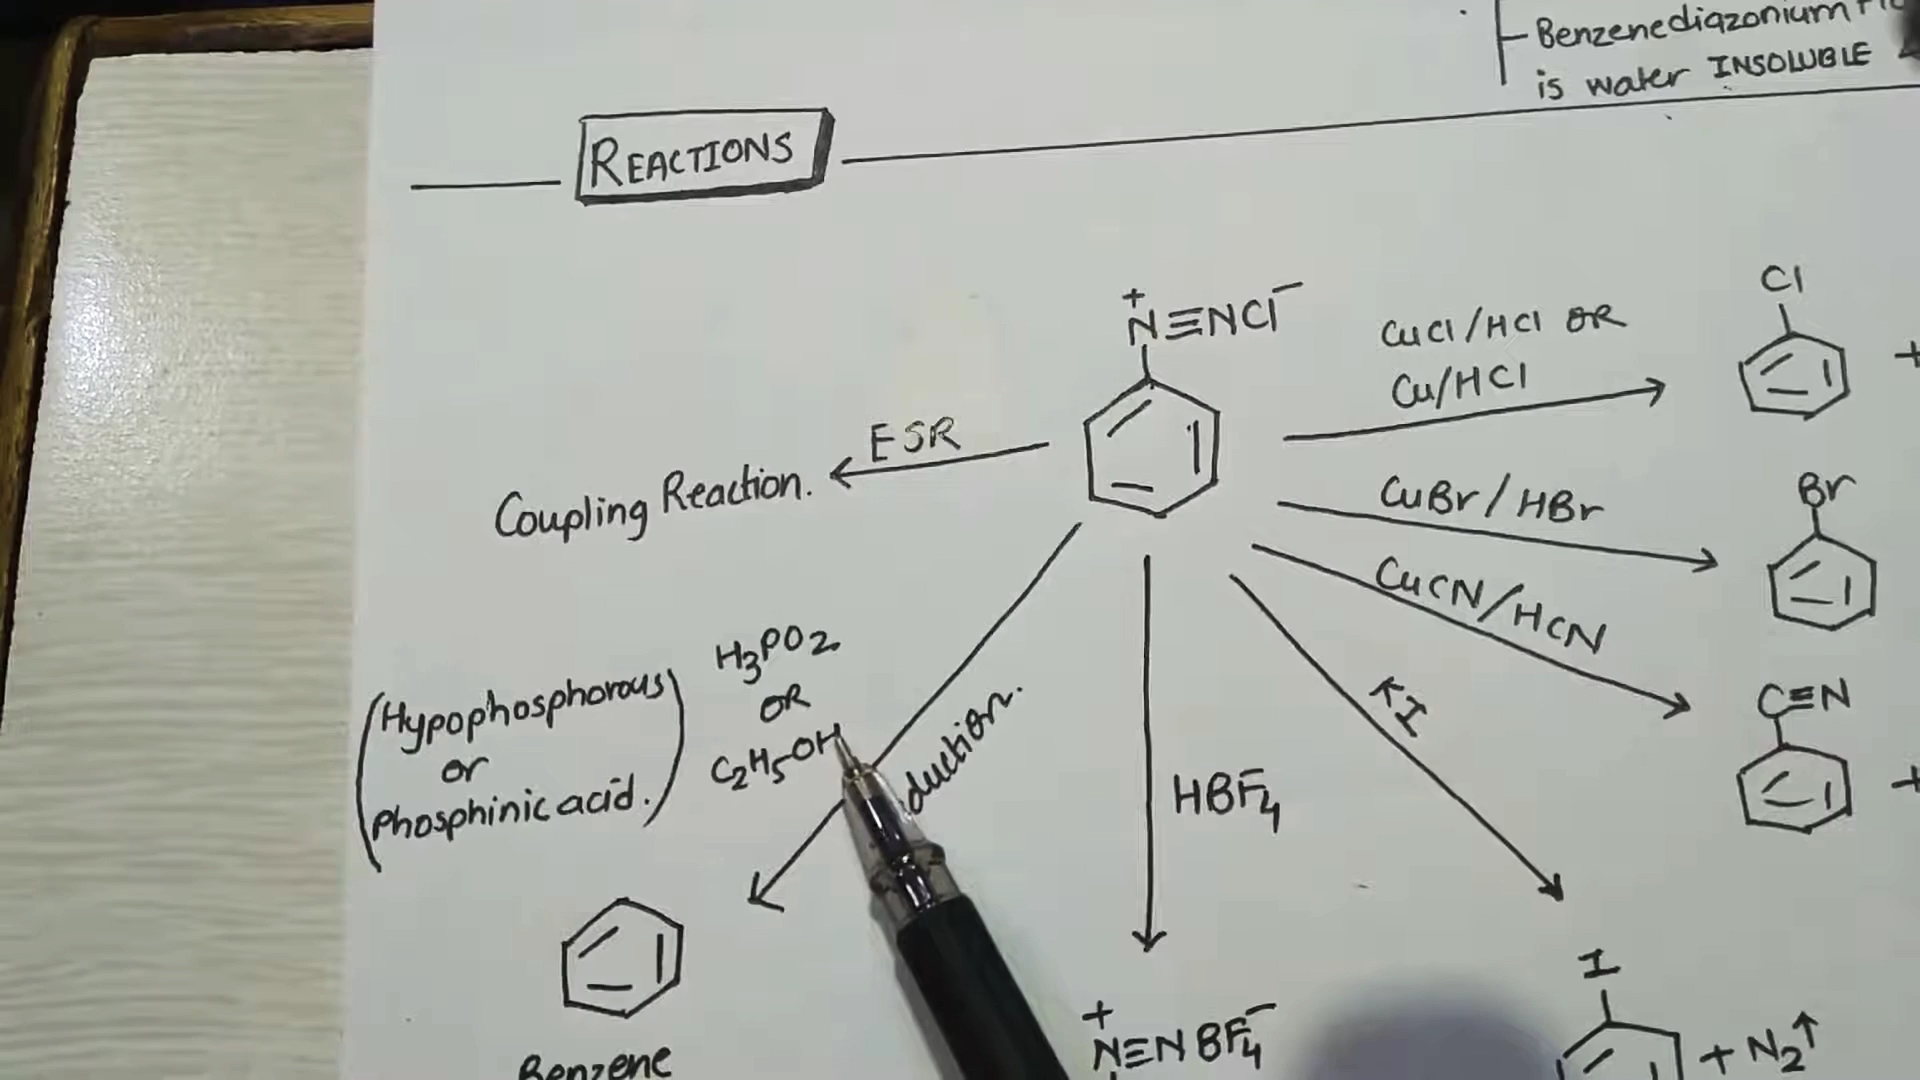 Benzenediazonium
is water INSOLUBLE
REACTIONS
N⁺≡NCl⁻
CuCl/HCl OR
Cu/HCl
Cl
+
ESR
Coupling Reaction.
CuBr/HBr
Br
CuCN/HCN
C≡N
+
KI
H₃PO₂
OR
C₂H₅OH
(Hypophosphorous
or
Phosphinic acid.)
HBF₄
Benzene
N⁺≡NBF₄⁻
I
+ N₂↑